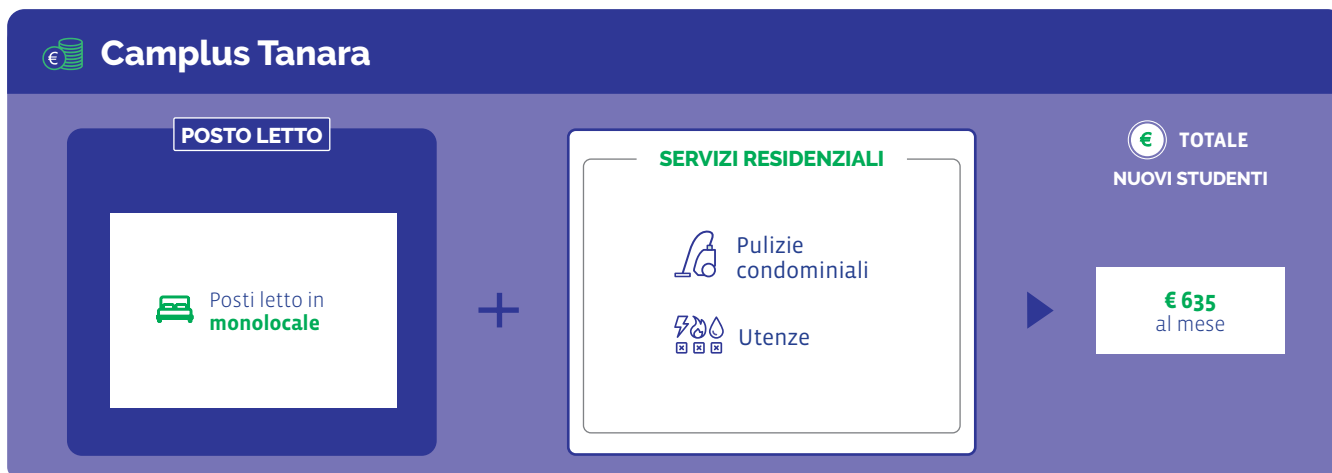 € Camplus Tanara
POSTO LETTO
Posti letto in
monolocale
+
SERVIZI RESIDENZIALI
Pulizie
condominiali
Utenze
€ TOTALE
NUOVI STUDENTI
€ 635
al mese